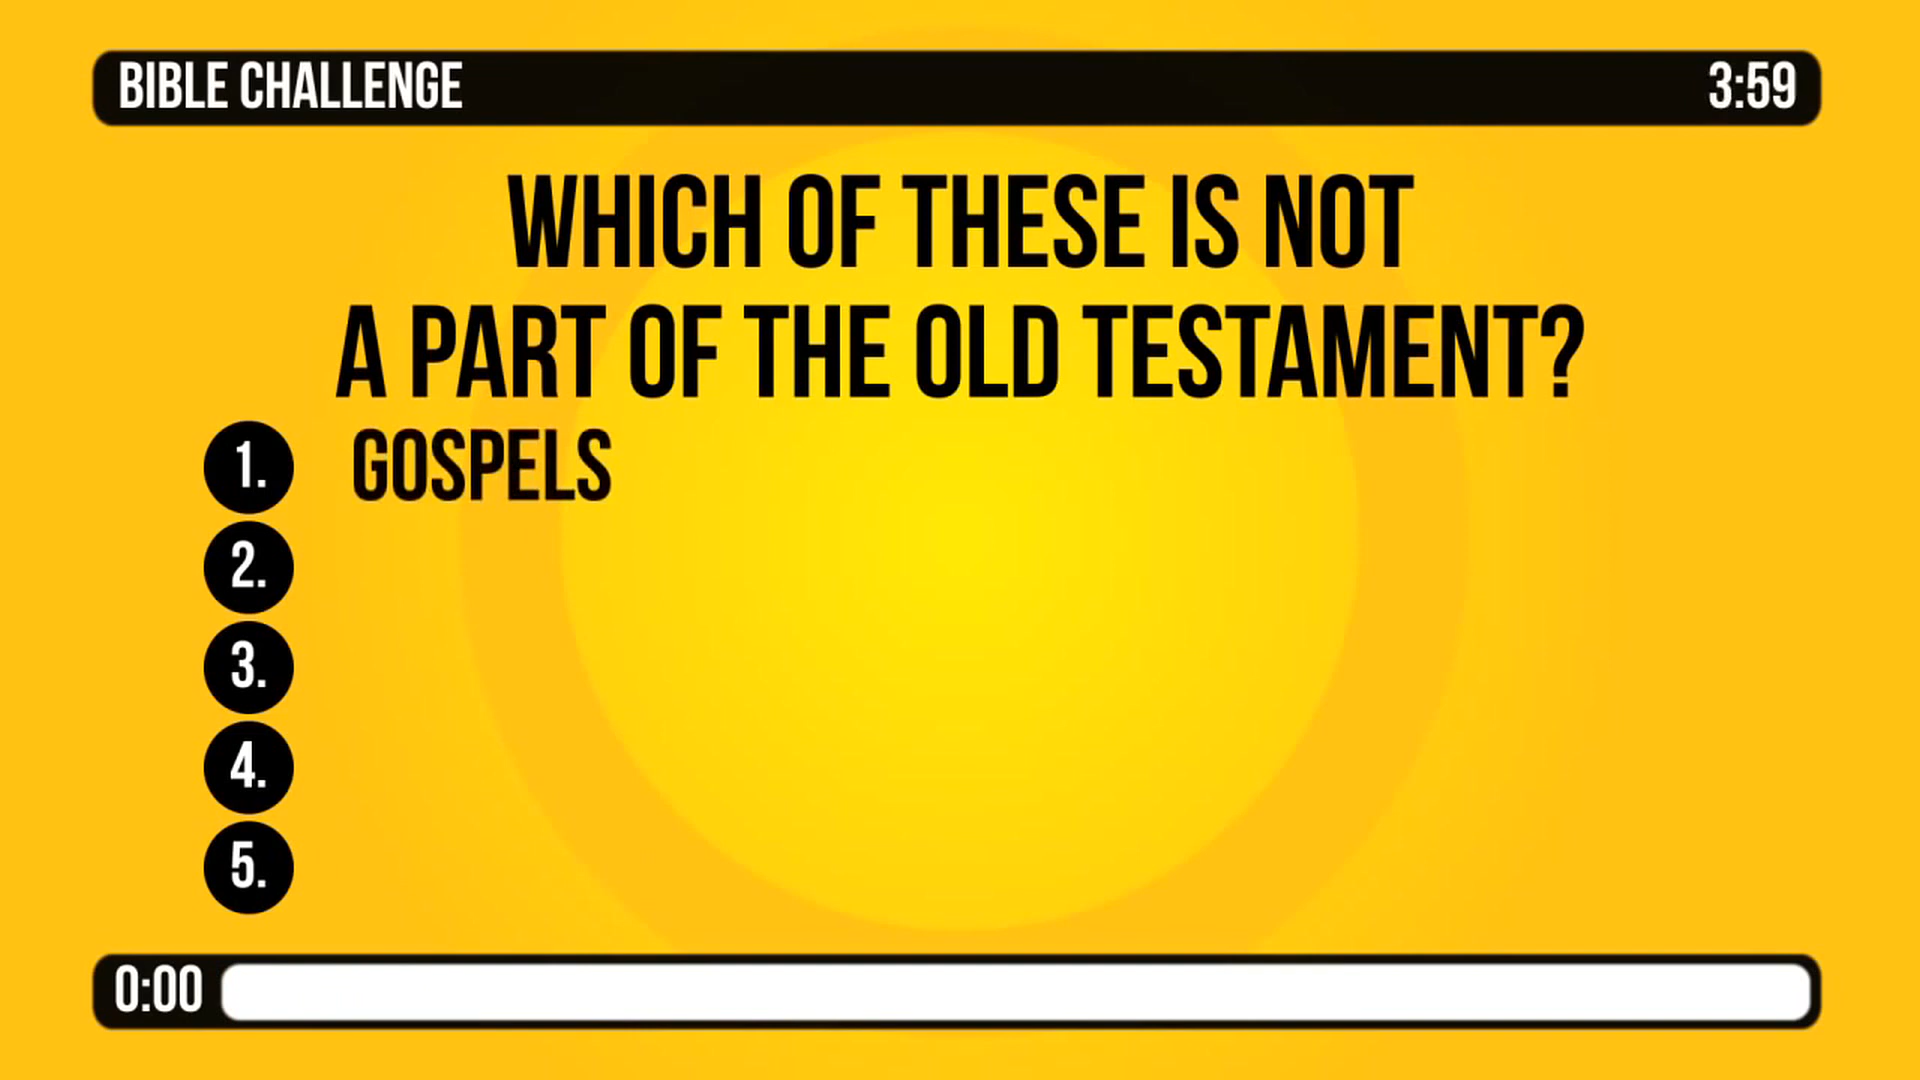 BIBLE CHALLENGE 3:59
WHICH OF THESE IS NOT
A PART OF THE OLD TESTAMENT?
1. GOSPELS
2.
3.
4.
5.
0:00